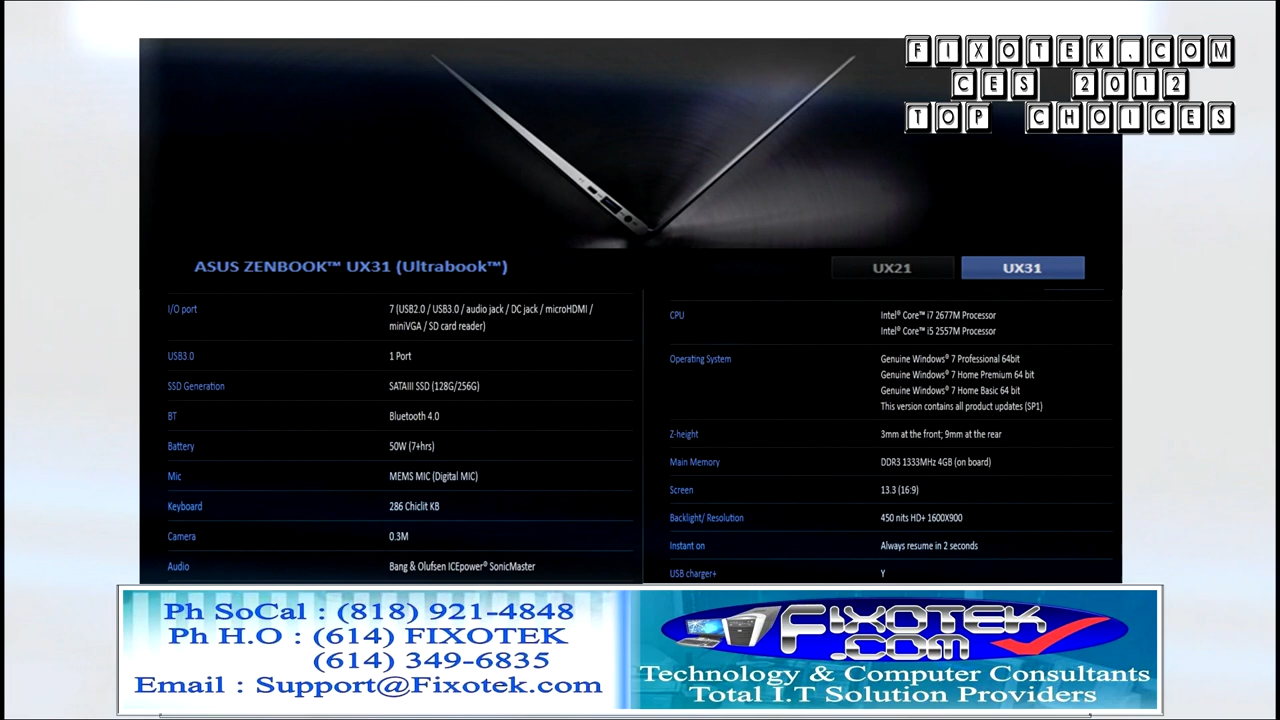 FIXOTEK.COM
CES 2012
TOP CHOICES
ASUS ZENBOOK™ UX31 (Ultrabook™)
UX21
UX31
I/O port
7 (USB2.0 / USB3.0 / audio jack / DC jack / microHDMI /
miniVGA / SD card reader)
USB3.0
1 Port
SSD Generation
SATAIII SSD (128G/256G)
BT
Bluetooth 4.0
Battery
50W (7+hrs)
Mic
MEMS MIC (Digital MIC)
Keyboard
286 Chiclit KB
Camera
0.3M
Audio
Bang & Olufsen ICEpower® SonicMaster
CPU
Intel® Core™ i7 2677M Processor
Intel® Core™ i5 2557M Processor
Operating System
Genuine Windows® 7 Professional 64bit
Genuine Windows® 7 Home Premium 64 bit
Genuine Windows® 7 Home Basic 64 bit
This version contains all product updates (SP1)
Z-height
3mm at the front; 9mm at the rear
Main Memory
DDR3 1333MHz 4GB (on board)
Screen
13.3 (16:9)
Backlight/ Resolution
450 nits HD+ 1600X900
Instant on
Always resume in 2 seconds
USB charger+
Y
Ph SoCal : (818) 921-4848
Ph H.O : (614) FIXOTEK
(614) 349-6835
Email : Support@Fixotek.com
FIXOTEK
.COM
Technology & Computer Consultants
Total I.T Solution Providers